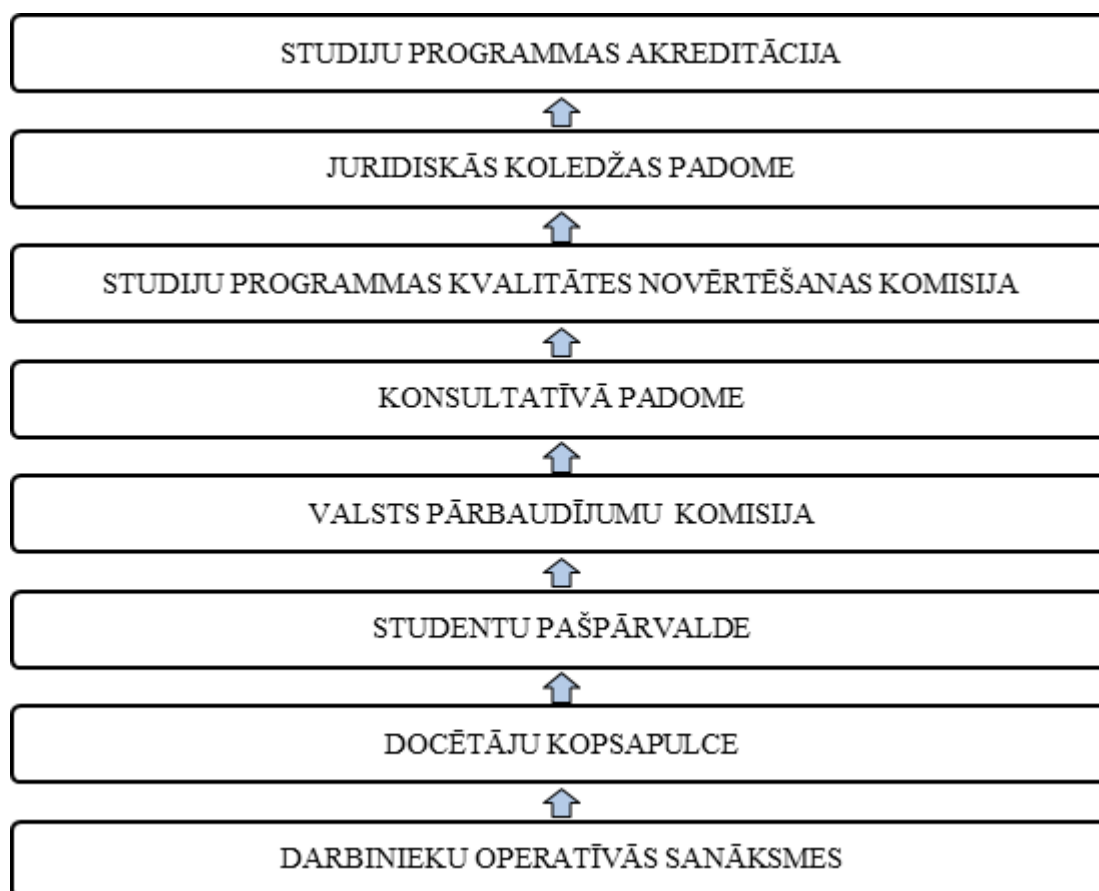 STUDIJU PROGRAMMAS AKREDITĀCIJA
JURIDISKĀS KOLEDŽAS PADOME
STUDIJU PROGRAMMAS KVALITĀTES NOVĒRTĒŠANAS KOMISIJA
KONSULTATĪVĀ PADOME
VALSTS PĀRBAUDĪJUMU KOMISIJA
STUDENTU PAŠPĀRVALDE
DOCĒTĀJU KOPSAPULCE
DARBINIEKU OPERATĪVĀS SANĀKSMES